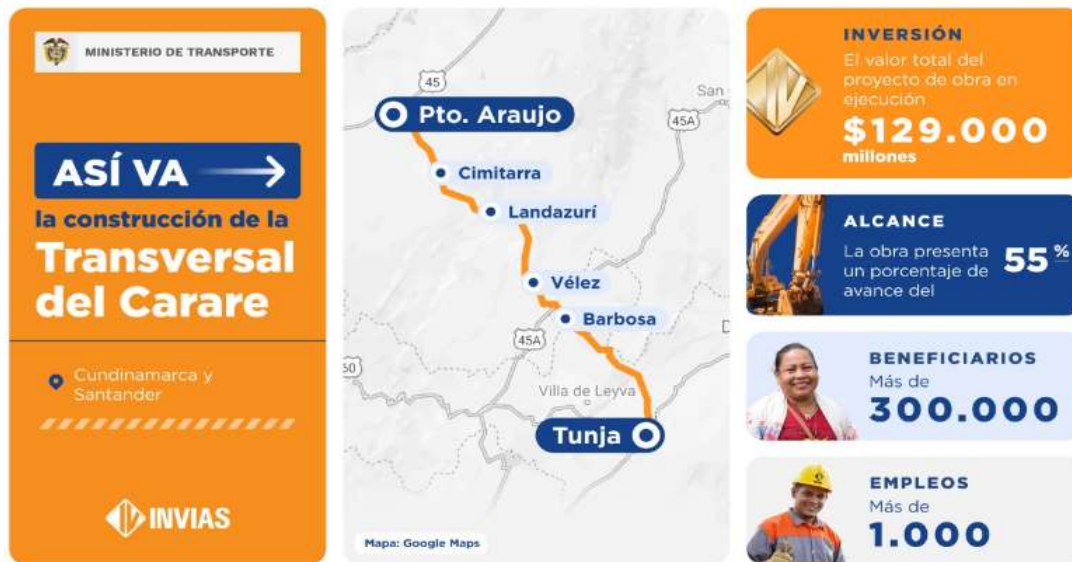 MINISTERIO DE TRANSPORTE
ASÍ VA
la construcción de la
Transversal
del Carare
Cundinamarca y
Santander
INVIAS
45
San
Pto. Araujo
45A
Cimitarra
Landazurí
Vélez
Barbosa
45A
50
Villa de Leyva
Tunja
Mapa: Google Maps
INVERSIÓN
El valor total del
proyecto de obra en
ejecución
$129.000
millones
ALCANCE
La obra presenta
un porcentaje de
avance del
55%
BENEFICIARIOS
Más de
300.000
EMPLEOS
Más de
1.000